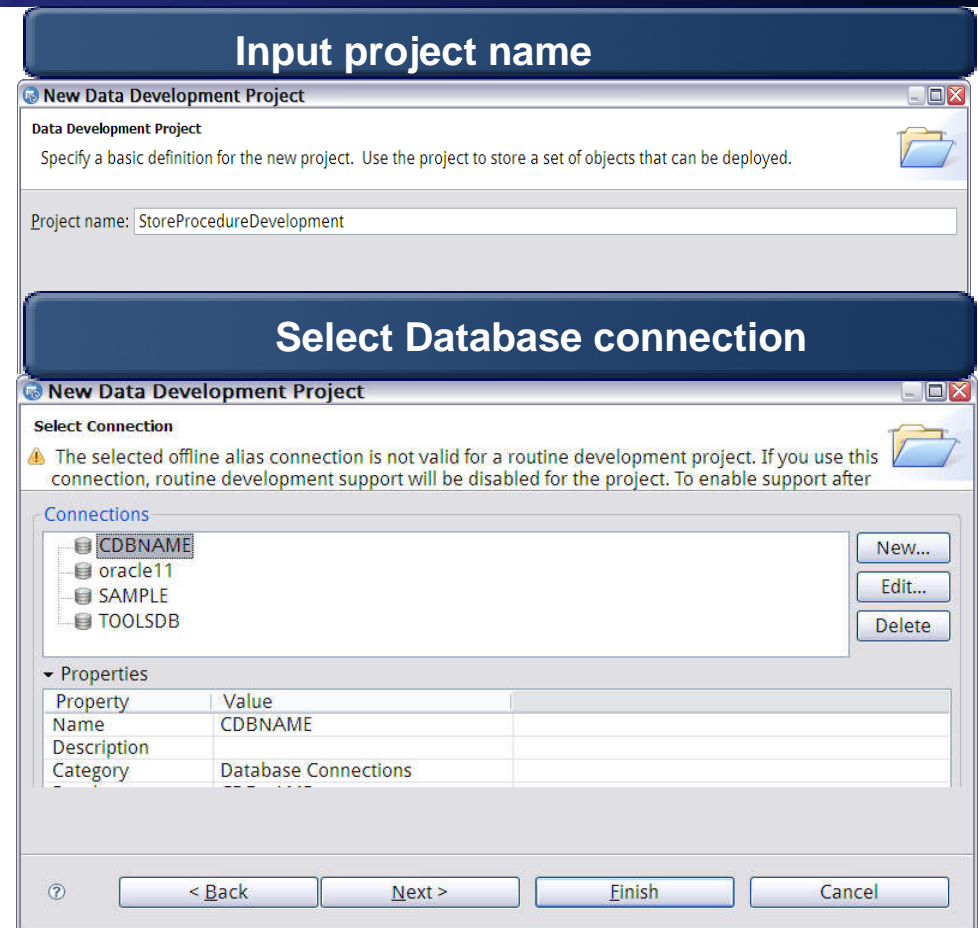 Input project name
New Data Development Project
Data Development Project
Specify a basic definition for the new project. Use the project to store a set of objects that can be deployed.
Project name: StoreProcedureDevelopment
Select Database connection
New Data Development Project
Select Connection
The selected offline alias connection is not valid for a routine development project. If you use this
connection, routine development support will be disabled for the project. To enable support after
Connections
CDBNAME
oracle11
SAMPLE
TOOLSDB
New...
Edit...
Delete
Properties
Property Value
Name CDBNAME
Description
Category Database Connections
< Back Next > Finish Cancel